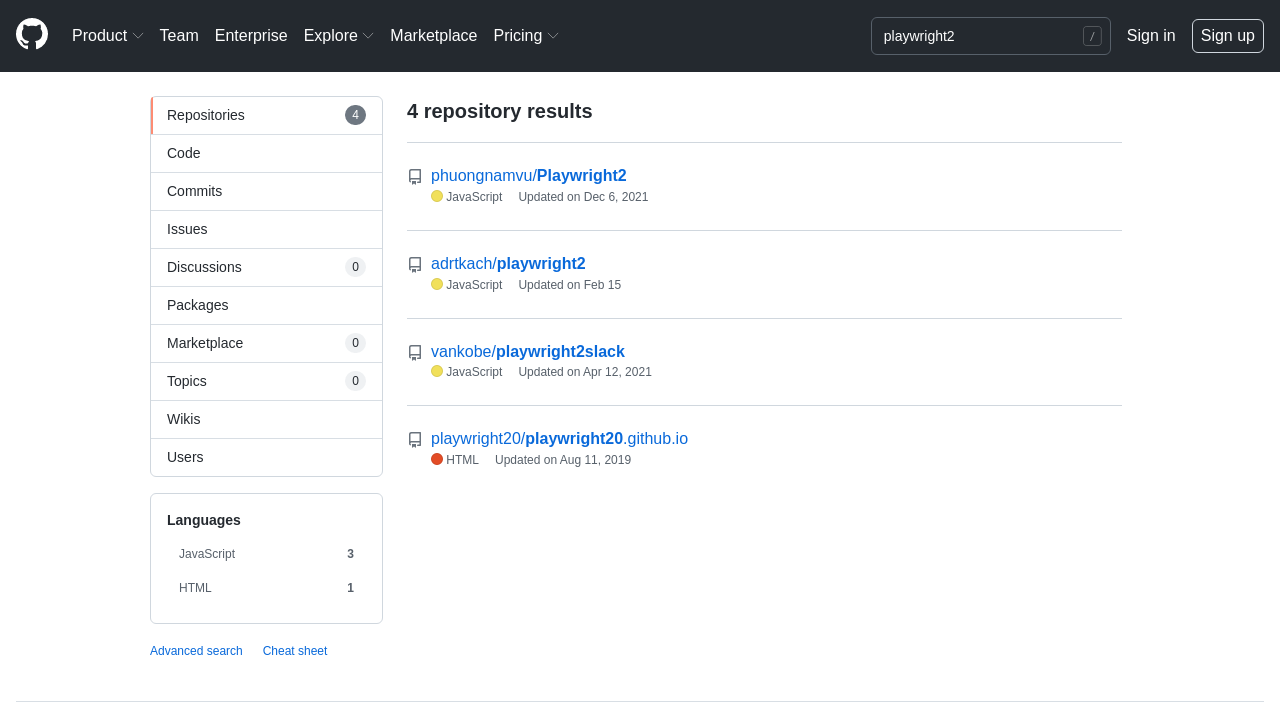 Product Team Enterprise Explore Marketplace Pricing playwright2 / Sign in Sign up
Repositories 4
Code
Commits
Issues
Discussions 0
Packages
Marketplace 0
Topics 0
Wikis
Users
Languages
JavaScript 3
HTML 1
Advanced search Cheat sheet
4 repository results
phuongnamvu/Playwright2
JavaScript Updated on Dec 6, 2021
adrtkach/playwright2
JavaScript Updated on Feb 15
vankobe/playwright2slack
JavaScript Updated on Apr 12, 2021
playwright20/playwright20.github.io
HTML Updated on Aug 11, 2019